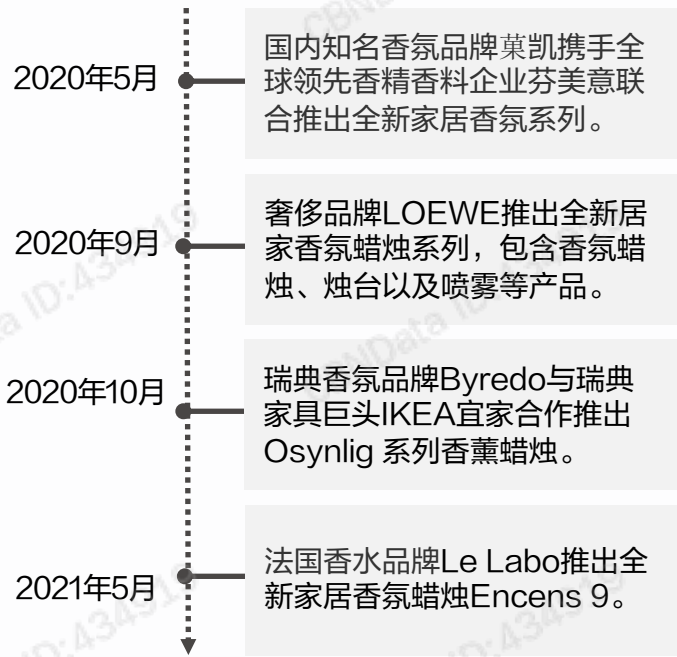 2020年5月
国内知名香氛品牌菓凯携手全
球领先香精香料企业芬美意联
合推出全新家居香氛系列。
2020年9月
奢侈品牌LOEWE推出全新居
家香氛蜡烛系列，包含香氛蜡
烛、烛台以及喷雾等产品。
2020年10月
瑞典香氛品牌Byredo与瑞典
家具巨头IKEA宜家合作推出
Osynlig 系列香薰蜡烛。
2021年5月
法国香水品牌Le Labo推出全
新家居香氛蜡烛Encens 9。